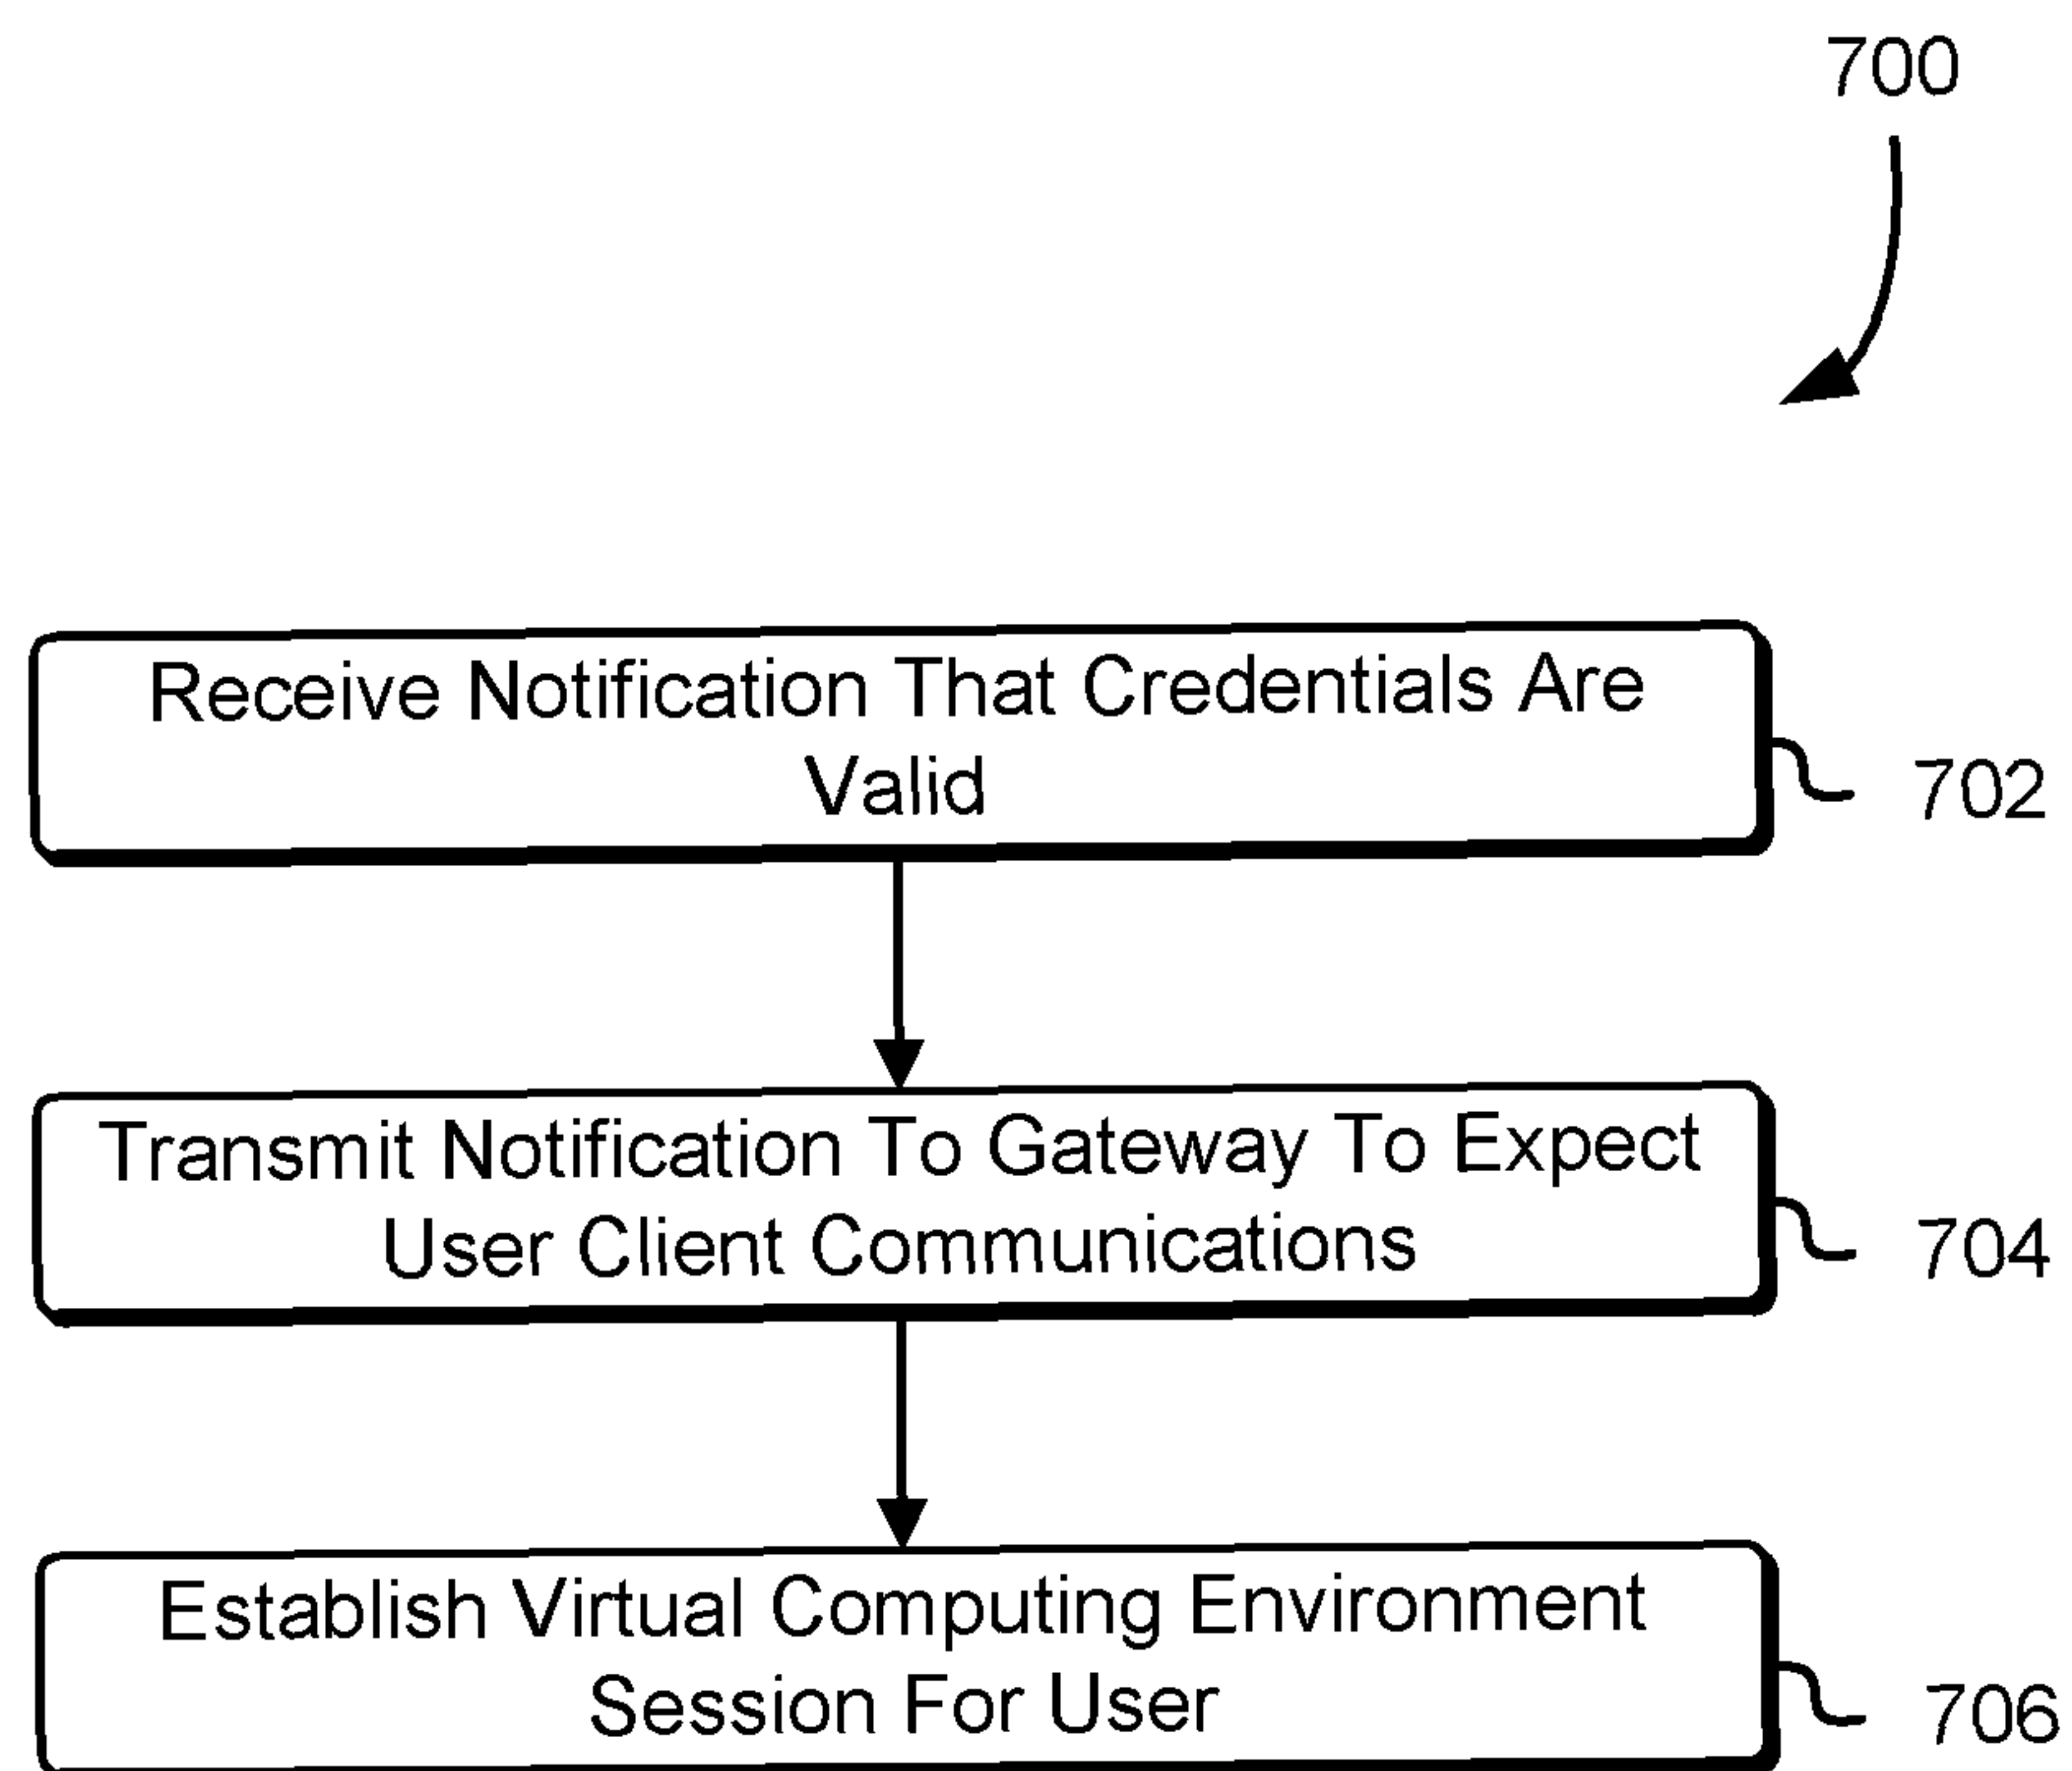 700
Receive Notification That Credentials Are
Valid
702
Transmit Notification To Gateway To Expect
User Client Communications
704
Establish Virtual Computing Environment
Session For User
706